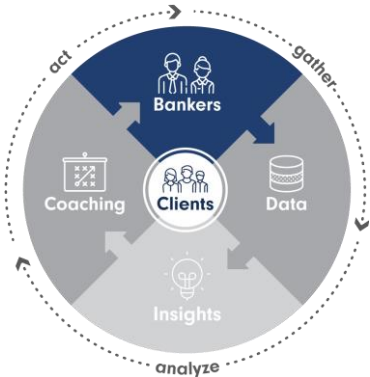 act
gather
Bankers
Coaching
Clients
Data
Insights
analyze